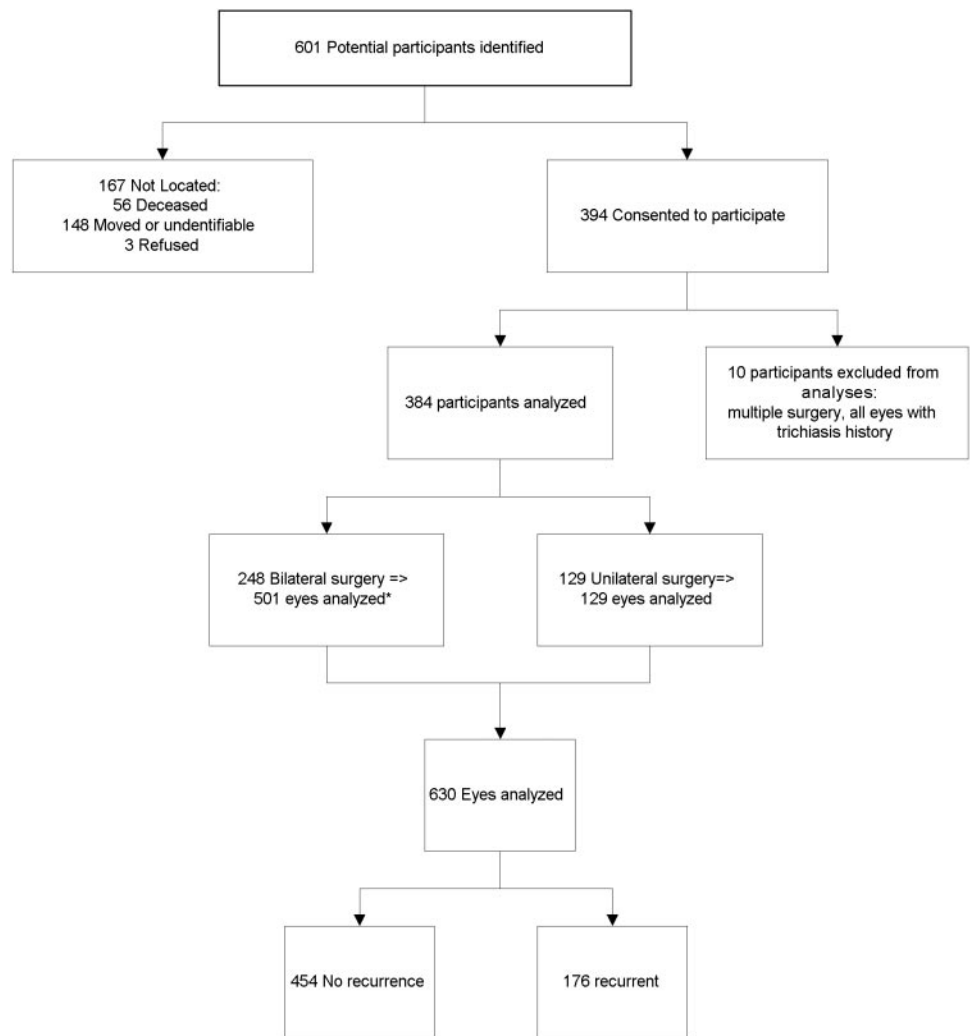 601 Potential participants identified
167 Not Located:
56 Deceased
148 Moved or undentifiable
3 Refused
394 Consented to participate
384 participants analyzed
10 participants excluded from
analyses:
multiple surgery, all eyes with
trichiasis history
248 Bilateral surgery =>
501 eyes analyzed*
129 Unilateral surgery=>
129 eyes analyzed
630 Eyes analyzed
454 No recurrence
176 recurrent